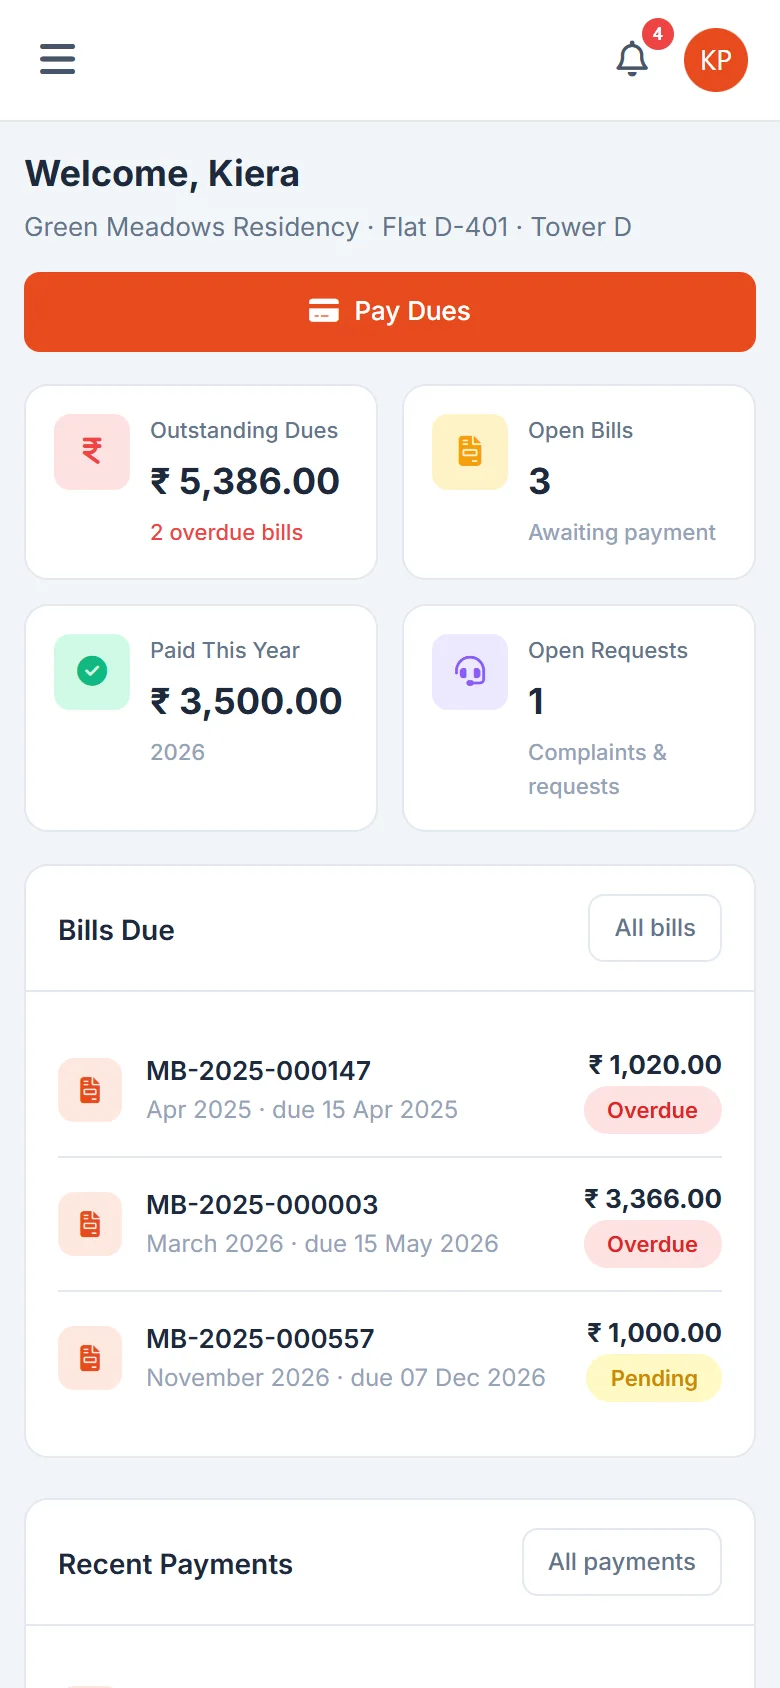 4
KP
Welcome, Kiera
Green Meadows Residency · Flat D-401 · Tower D
Pay Dues
₹
Outstanding Dues
₹ 5,386.00
2 overdue bills
Open Bills
3
Awaiting payment
Paid This Year
₹ 3,500.00
2026
Open Requests
1
Complaints &
requests
Bills Due
All bills
MB-2025-000147
₹ 1,020.00
Apr 2025 · due 15 Apr 2025
Overdue
MB-2025-000003
₹ 3,366.00
March 2026 · due 15 May 2026
Overdue
MB-2025-000557
₹ 1,000.00
November 2026 · due 07 Dec 2026
Pending
Recent Payments
All payments